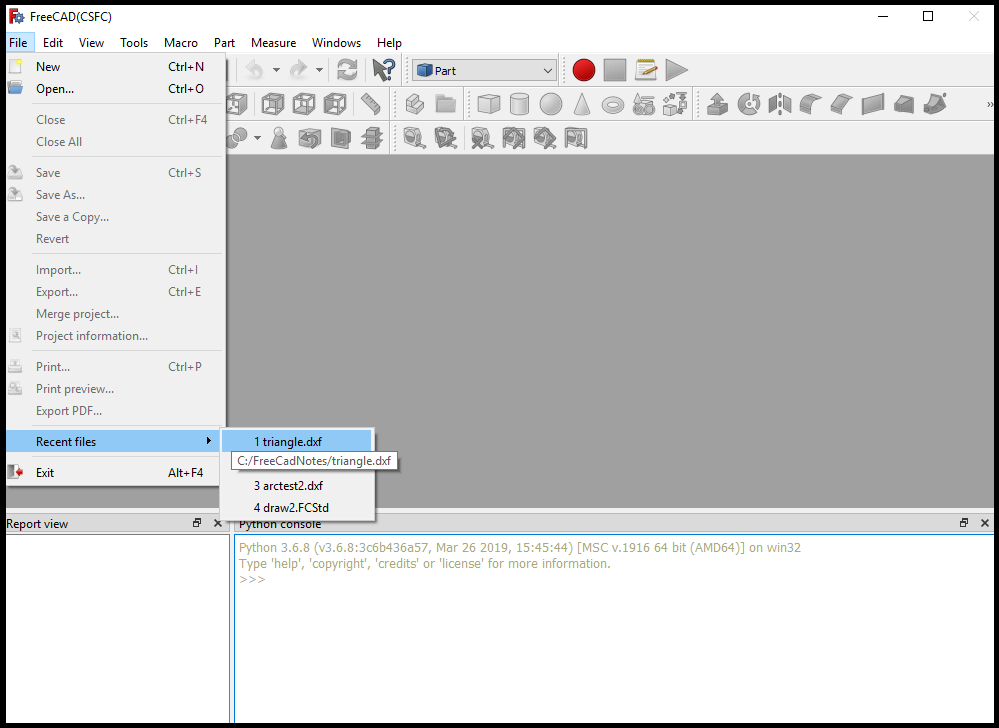 FreeCAD(CSFC)
File Edit View Tools Macro Part Measure Windows Help
New Ctrl+N
Open... Ctrl+O
Part
Close Ctrl+F4
Close All
Save Ctrl+S
Save As...
Save a Copy...
Revert
Import... Ctrl+I
Export... Ctrl+E
Merge project...
Project information...
Print... Ctrl+P
Print preview...
Export PDF...
Recent files
1 triangle.dxf
C:/FreeCadNotes/triangle.dxf
3 arctest2.dxf
4 draw2.FCStd
Exit Alt+F4
Report view
Python console
Python 3.6.8 (v3.6.8:3c6b436a57, Mar 26 2019, 15:45:44) [MSC v.1916 64 bit (AMD64)] on win32
Type 'help', 'copyright', 'credits' or 'license' for more information.
>>>